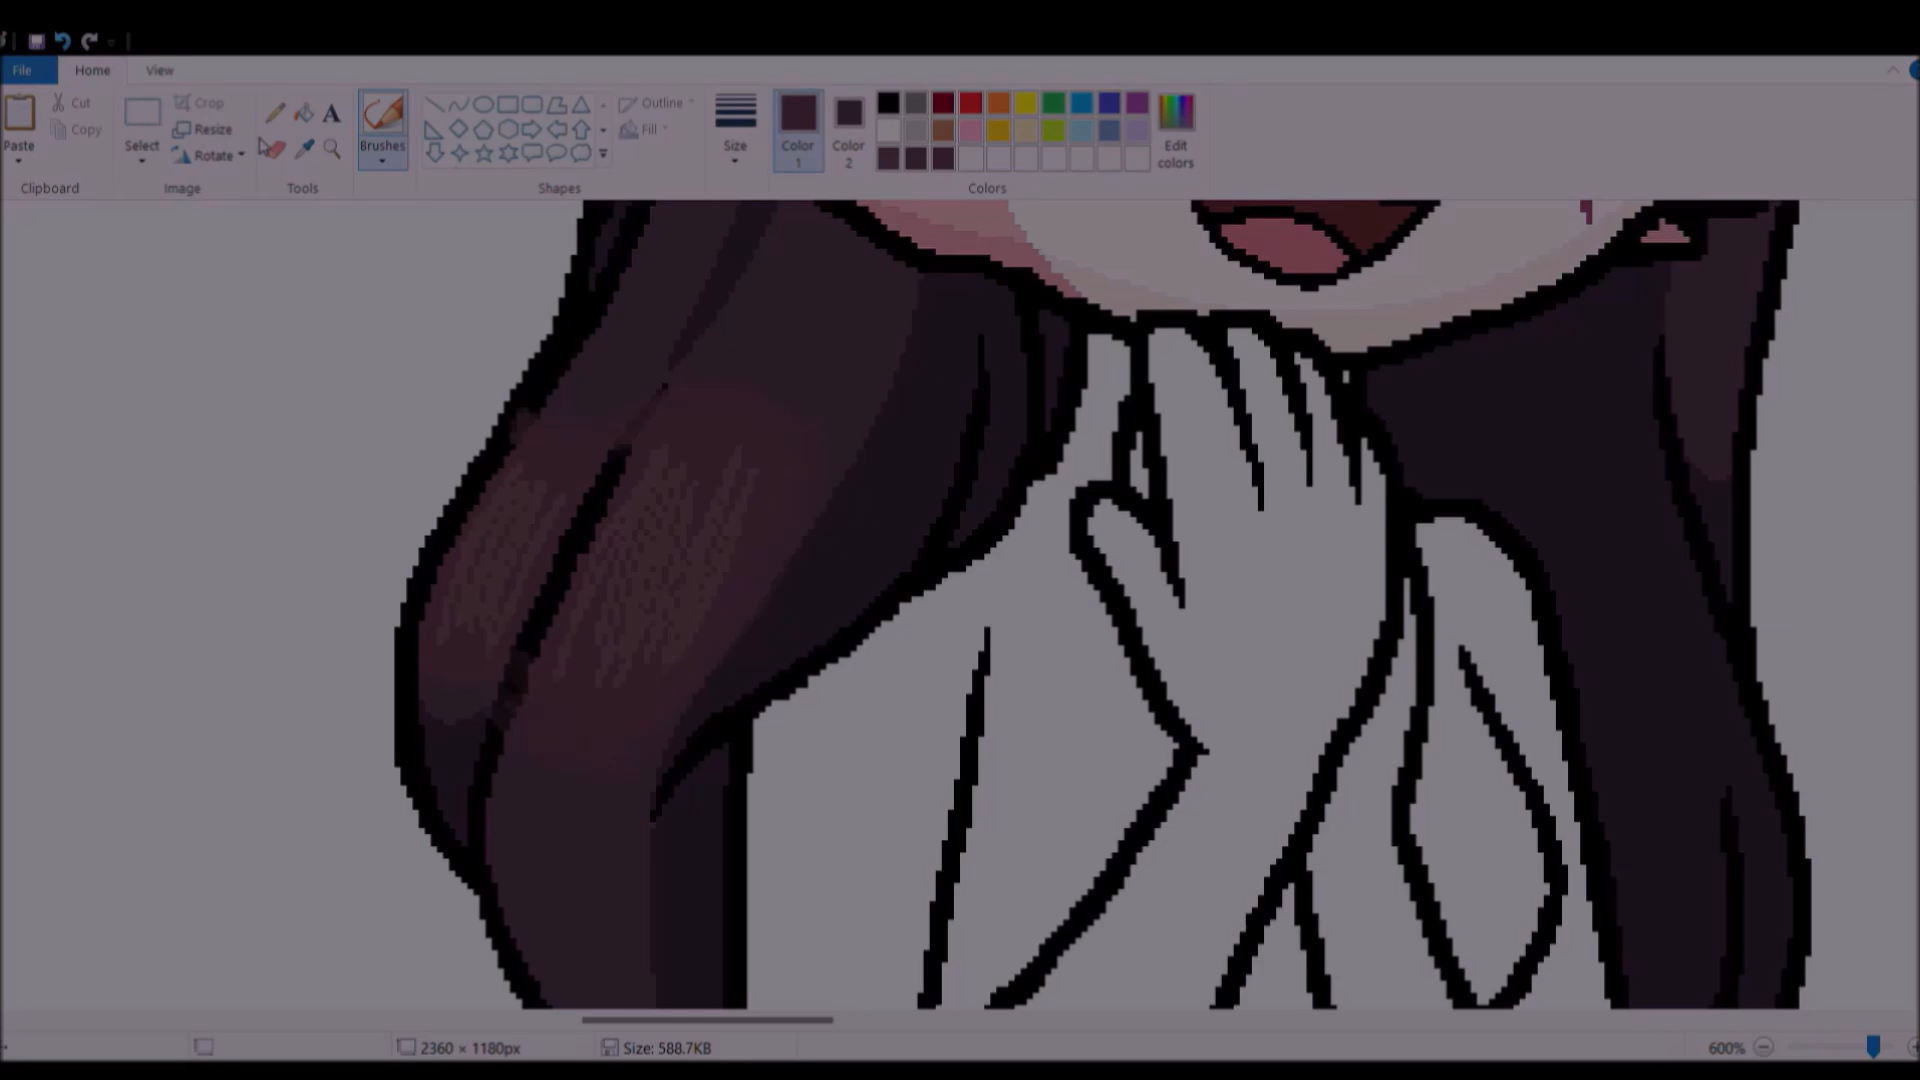 File Home View
Paste Cut Copy
Clipboard
Select Crop Resize Rotate
Image
A
Tools
Brushes
Shapes
Outline
Fill
Size
Color 1
Color 2
Edit colors
Colors
2360 × 1180px
Size: 588.7KB
600%